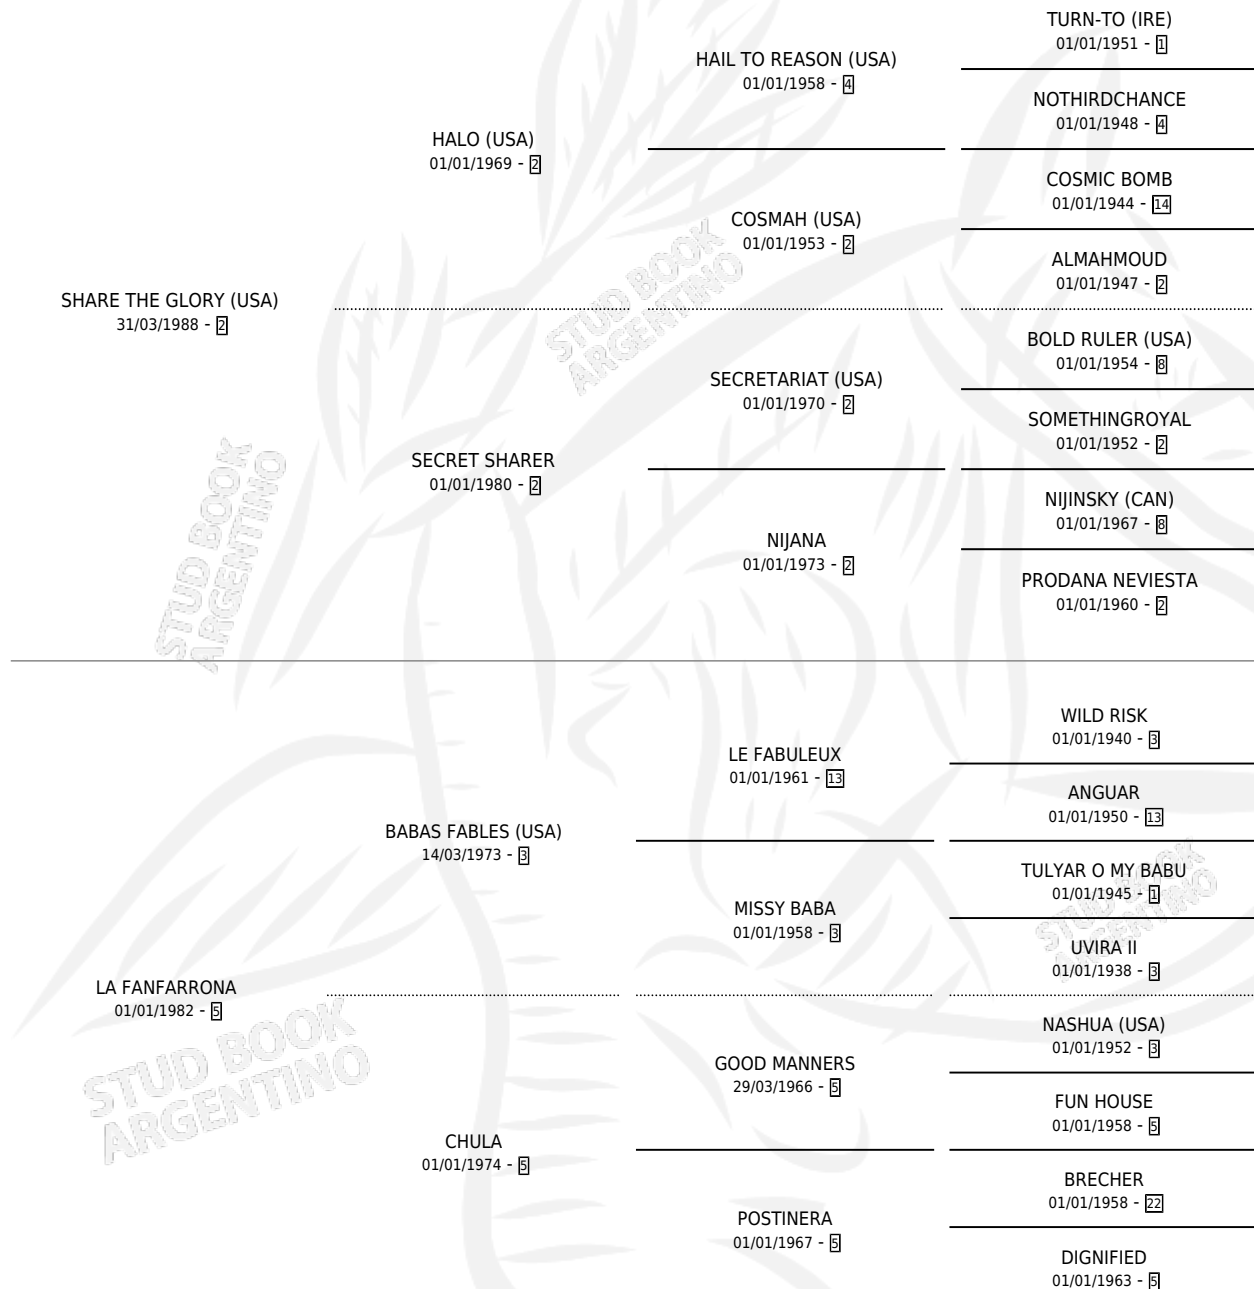 TURN-TO (IRE)
01/01/1951 - 1
HAIL TO REASON (USA)
01/01/1958 - 4
NOTHIRDCHANCE
01/01/1948 - 4
HALO (USA)
01/01/1969 - 2
COSMIC BOMB
01/01/1944 - 14
COSMAH (USA)
01/01/1953 - 2
ALMAHMOUD
01/01/1947 - 2
SHARE THE GLORY (USA)
31/03/1988 - 2
BOLD RULER (USA)
01/01/1954 - 8
SECRETARIAT (USA)
01/01/1970 - 2
SOMETHINGROYAL
01/01/1952 - 2
SECRET SHARER
01/01/1980 - 2
NIJINSKY (CAN)
01/01/1967 - 8
NIJANA
01/01/1973 - 2
PRODANA NEVIESTA
01/01/1960 - 2
WILD RISK
01/01/1940 - 3
LE FABULEUX
01/01/1961 - 13
ANGUAR
01/01/1950 - 13
BABAS FABLES (USA)
14/03/1973 - 3
TULYAR O MY BABU
01/01/1945 - 1
MISSY BABA
01/01/1958 - 3
UVIRA II
01/01/1938 - 3
LA FANFARRONA
01/01/1982 - 5
NASHUA (USA)
01/01/1952 - 3
GOOD MANNERS
29/03/1966 - 5
FUN HOUSE
01/01/1958 - 5
CHULA
01/01/1974 - 5
BRECHER
01/01/1958 - 22
POSTINERA
01/01/1967 - 5
DIGNIFIED
01/01/1963 - 5
STUD BOOK
ARGENTINO
STUD BOOK
ARGENTINO
STUD BOOK
ARGENTINO
STUD BOOK
ARGENTINO